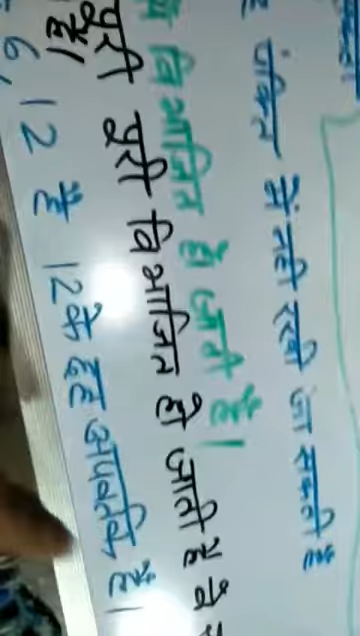 पंक्ति में नही रखी जा सकती है
विभाजित हो जाते है।
पुरी पुरी विभाजित हो जाती है वे
है।
6, 12 है 12 के हर अपवर्तक है।